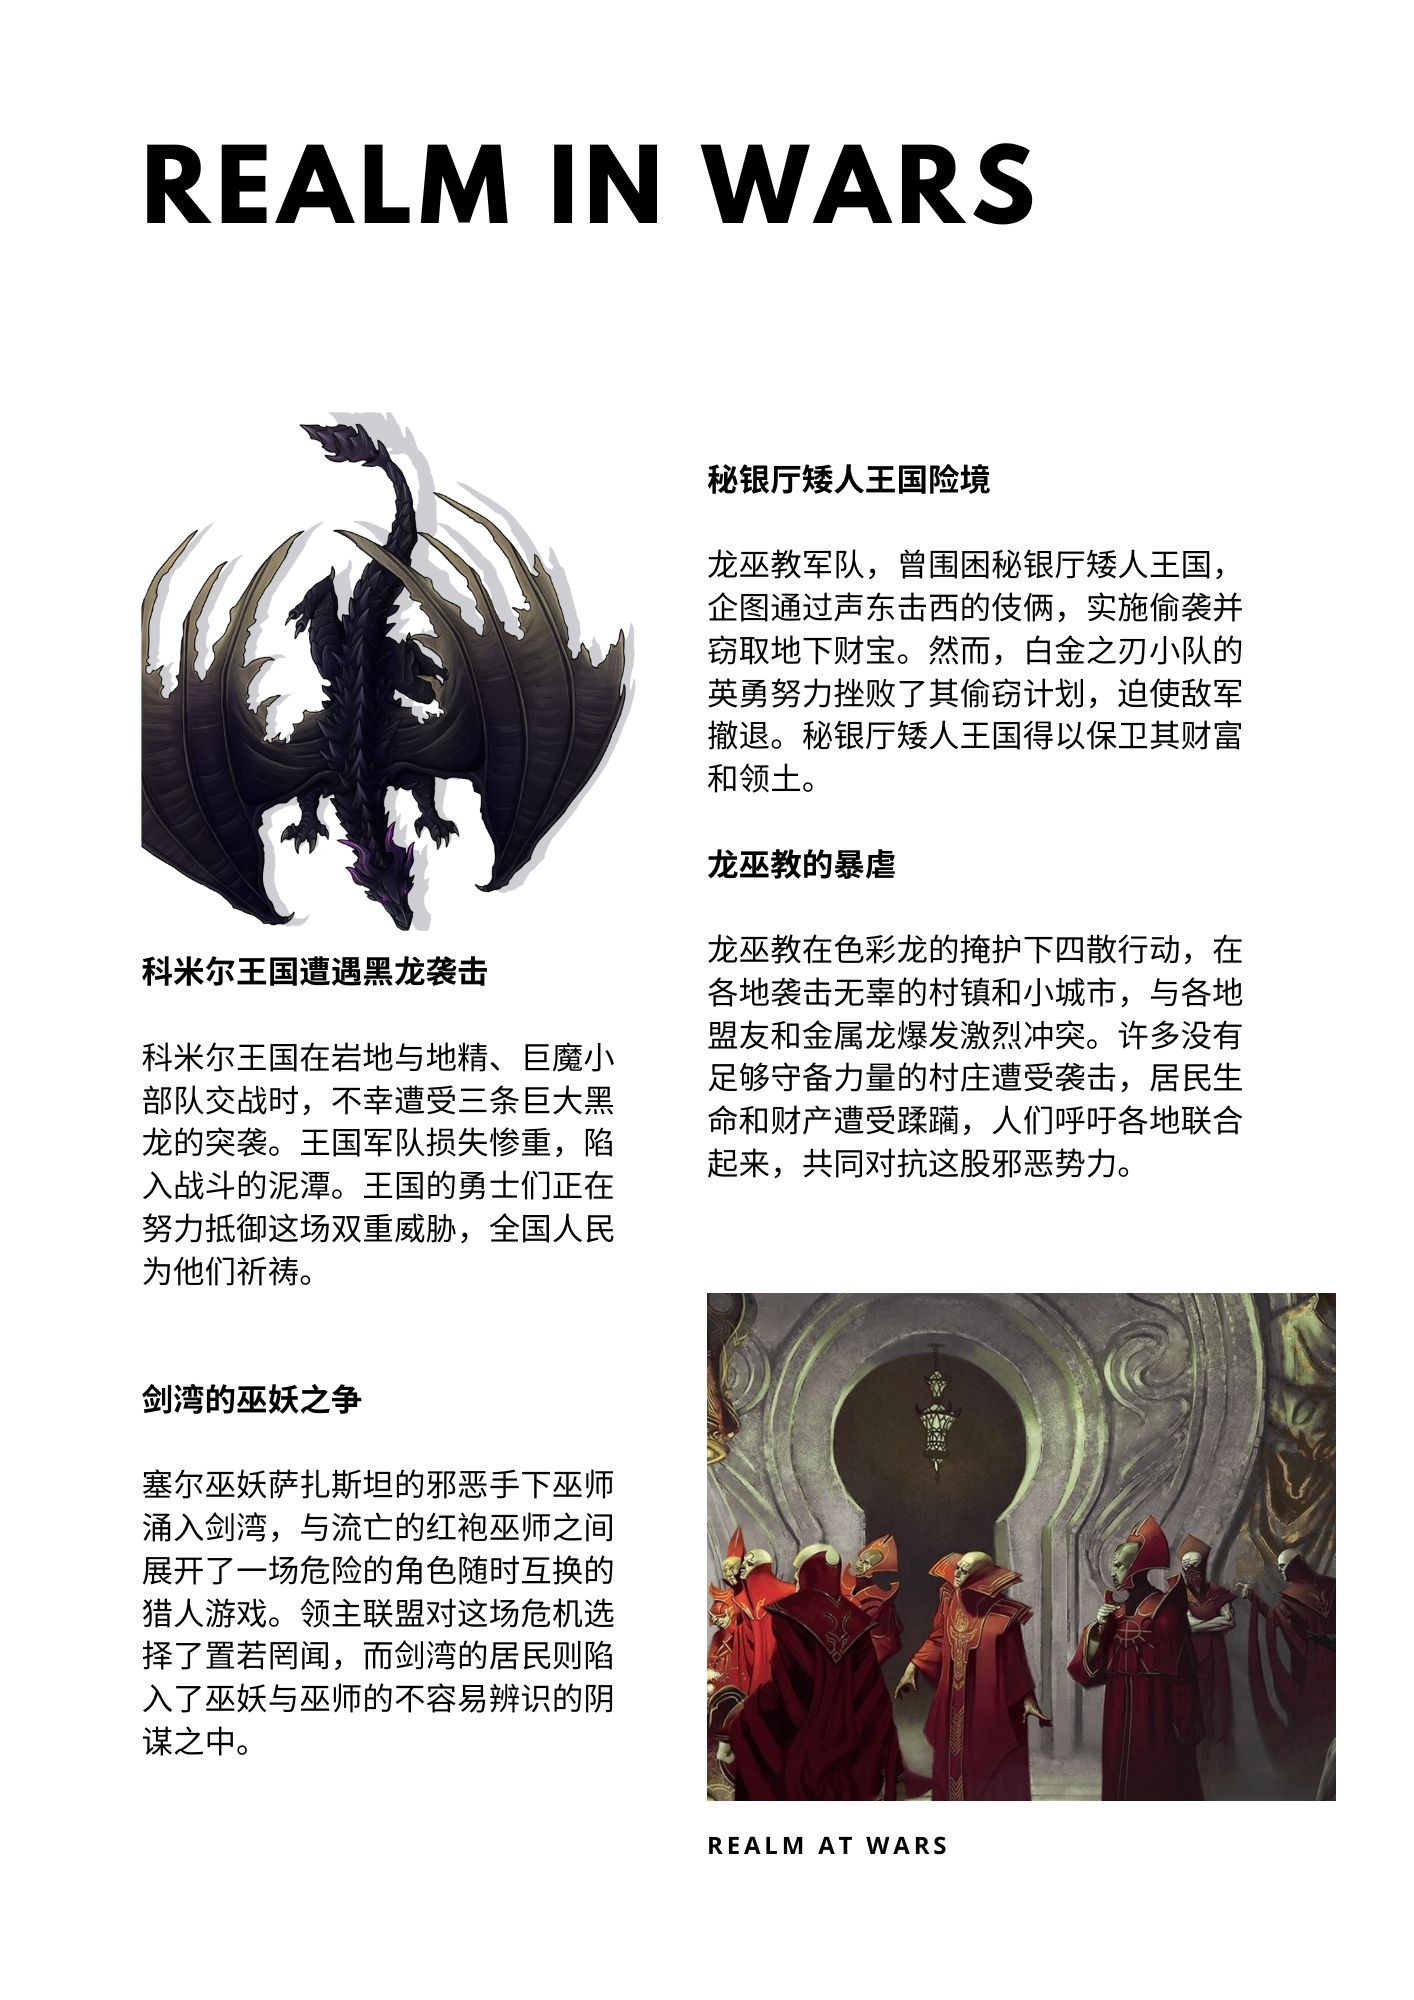 REALM IN WARS
科米尔王国遭遇黑龙袭击
科米尔王国在岩地与地精、巨魔小
部队交战时，不幸遭受三条巨大黑
龙的突袭。王国军队损失惨重，陷
入战斗的泥潭。王国的勇士们正在
努力抵御这场双重威胁，全国人民
为他们祈祷。
剑湾的巫妖之争
塞尔巫妖萨扎斯坦的邪恶手下巫师
涌入剑湾，与流亡的红袍巫师之间
展开了一场危险的角色随时互换的
猎人游戏。领主联盟对这场危机选
择了置若罔闻，而剑湾的居民则陷
入了巫妖与巫师的不容易辨识的阴
谋之中。
秘银厅矮人王国险境
龙巫教军队，曾围困秘银厅矮人王国，
企图通过声东击西的伎俩，实施偷袭并
窃取地下财宝。然而，白金之刃小队的
英勇努力挫败了其偷窃计划，迫使敌军
撤退。秘银厅矮人王国得以保卫其财富
和领土。
龙巫教的暴虐
龙巫教在色彩龙的掩护下四散行动，在
各地袭击无辜的村镇和小城市，与各地
盟友和金属龙爆发激烈冲突。许多没有
足够守备力量的村庄遭受袭击，居民生
命和财产遭受蹂躏，人们呼吁各地联合
起来，共同对抗这股邪恶势力。
REALM AT WARS